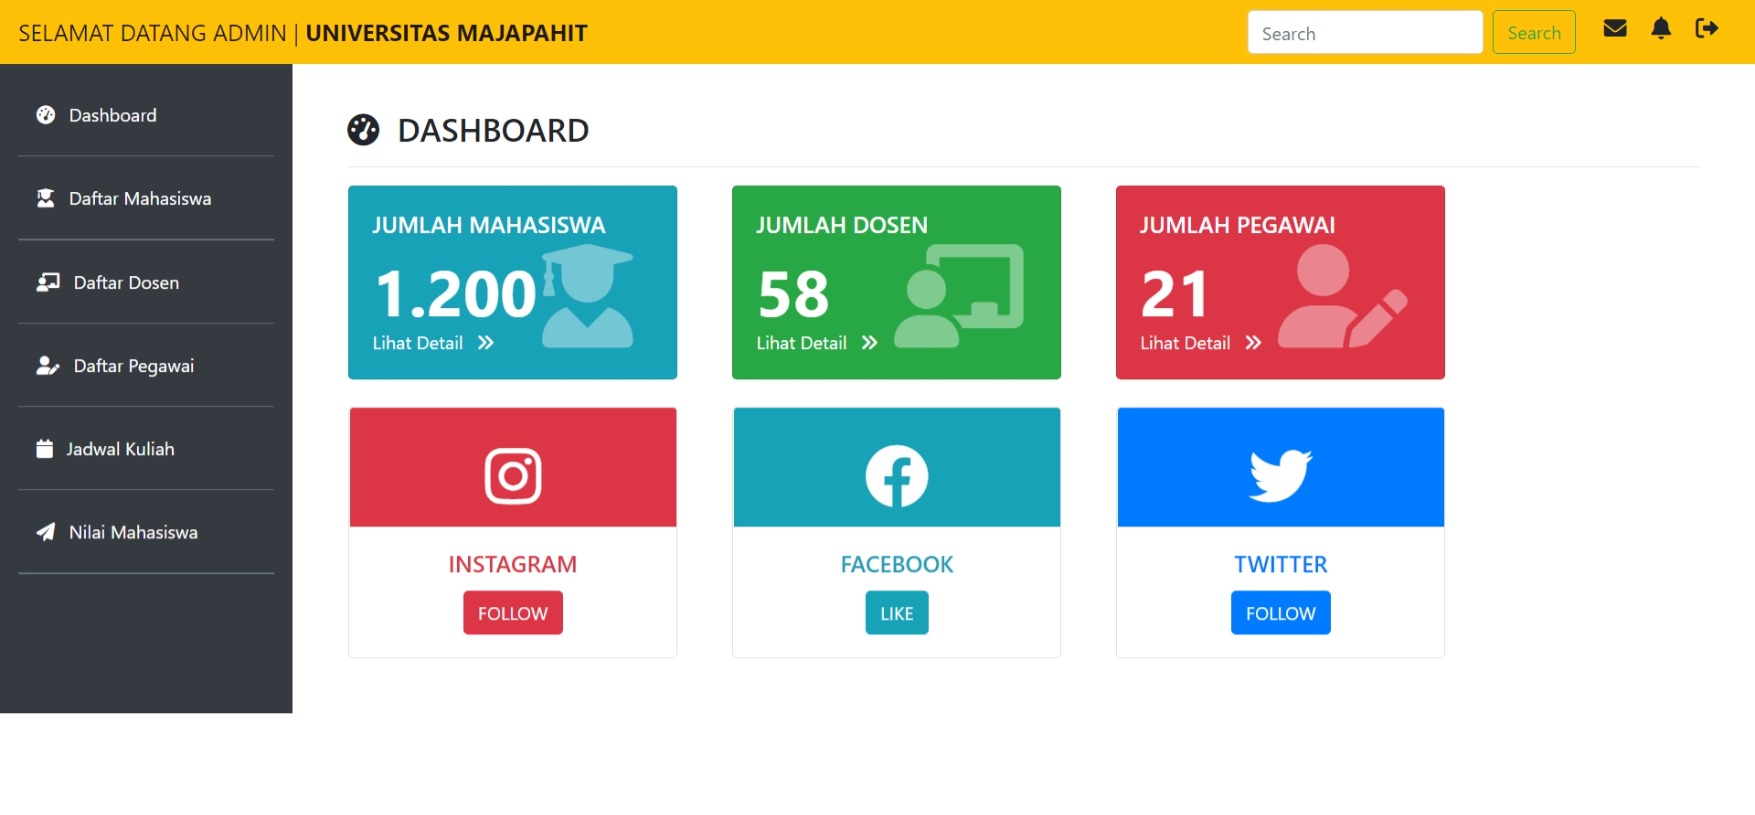 SELAMAT DATANG ADMIN | UNIVERSITAS MAJAPAHIT
Search
Search
Dashboard
Daftar Mahasiswa
Daftar Dosen
Daftar Pegawai
Jadwal Kuliah
Nilai Mahasiswa
DASHBOARD
JUMLAH MAHASISWA
1.200
Lihat Detail
JUMLAH DOSEN
58
Lihat Detail
JUMLAH PEGAWAI
21
Lihat Detail
INSTAGRAM
FOLLOW
FACEBOOK
LIKE
TWITTER
FOLLOW